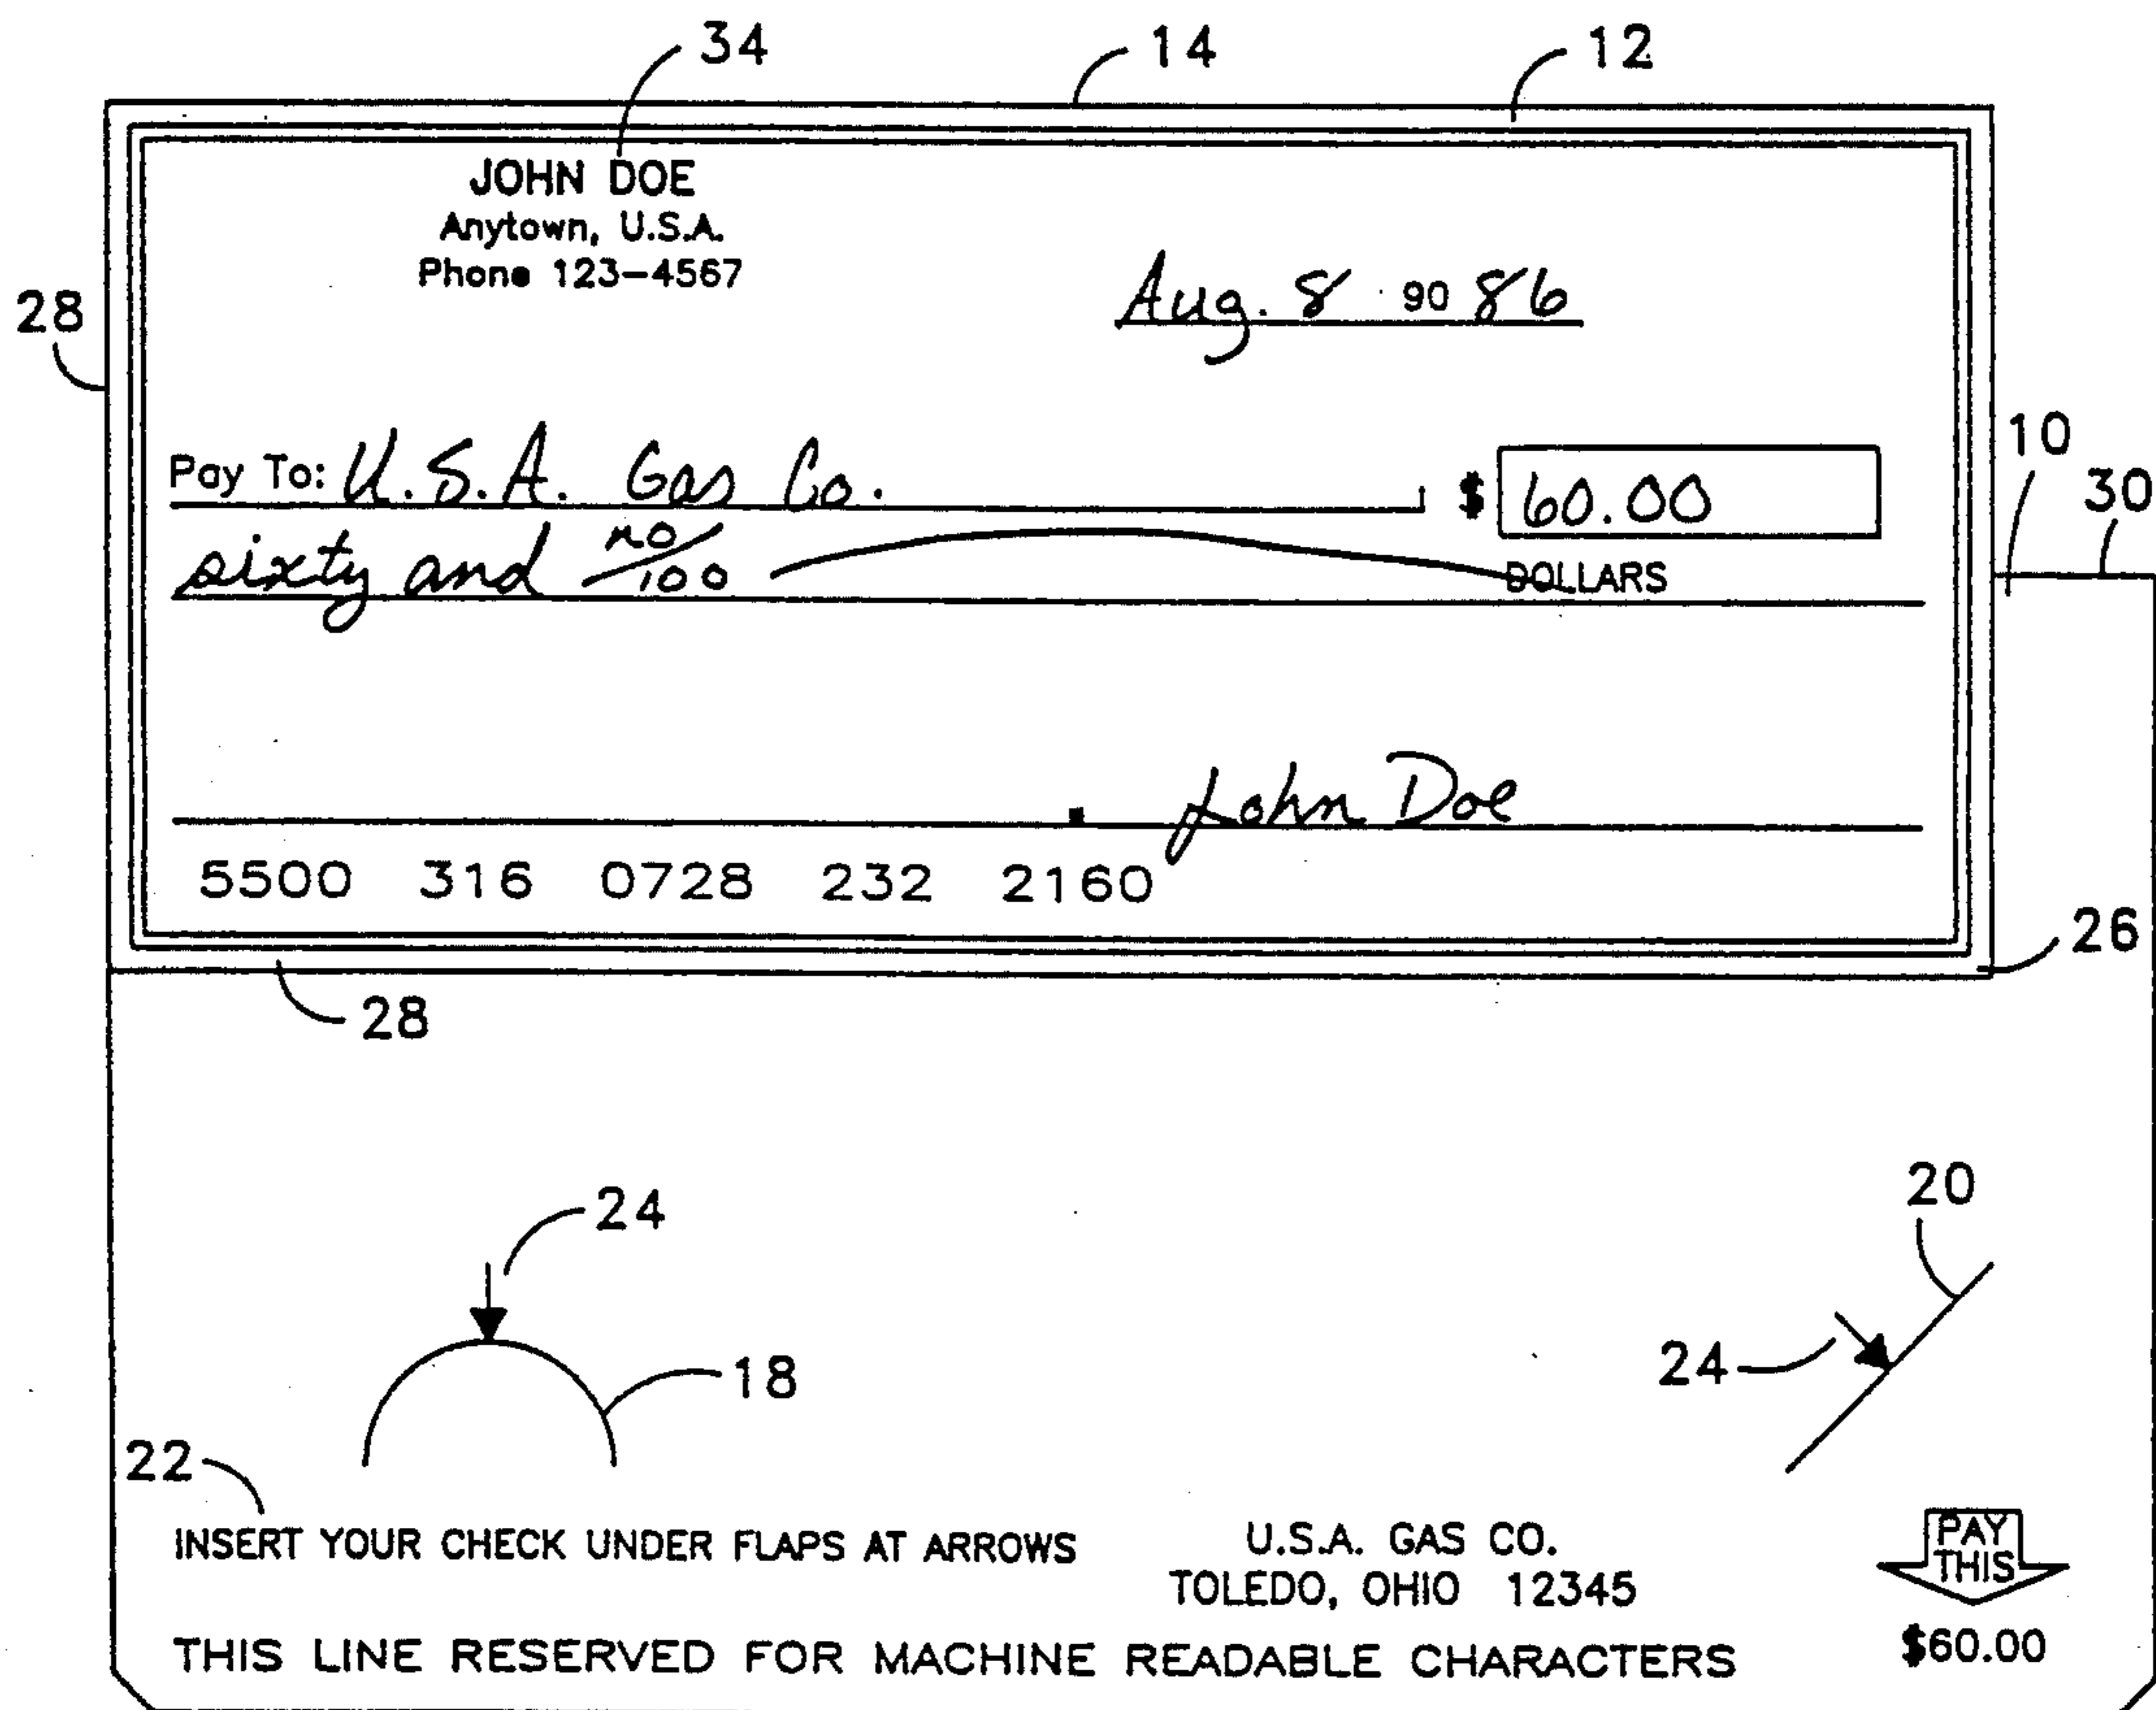 34 14 12
JOHN DOE
Anytown, U.S.A.
Phone 123-4567
28
Aug. 8 90 86
10
30
Pay To: U.S.A. Gas Co. $ 60.00
sixty and no/100 DOLLARS
John Doe
5500 316 0728 232 2160
26
28
20
24
24
18
22
INSERT YOUR CHECK UNDER FLAPS AT ARROWS
U.S.A. GAS CO.
TOLEDO, OHIO 12345
PAY
THIS
$60.00
THIS LINE RESERVED FOR MACHINE READABLE CHARACTERS